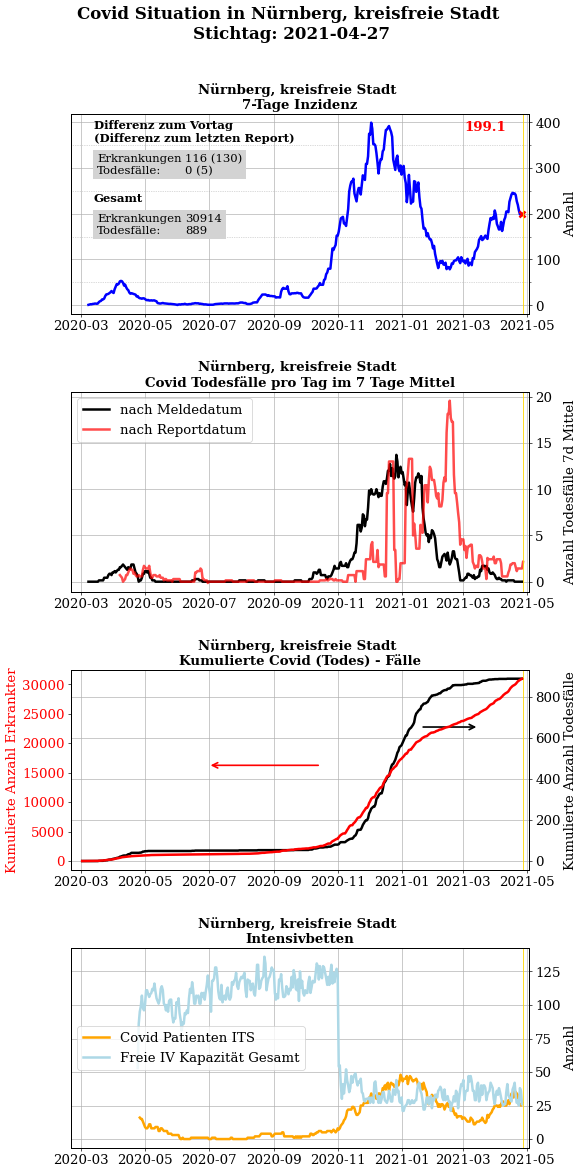 Covid Situation in Nürnberg, kreisfreie Stadt
Stichtag: 2021-04-27
Nürnberg, kreisfreie Stadt
7-Tage Inzidenz
Differenz zum Vortag
(Differenz zum letzten Report)
Erkrankungen 116 (130)
Todesfälle: 0 (5)
Gesamt
Erkrankungen 30914
Todesfälle: 889
199.1
400
300
200
100
0
Anzahl
2020-03 2020-05 2020-07 2020-09 2020-11 2021-01 2021-03 2021-05
Nürnberg, kreisfreie Stadt
Covid Todesfälle pro Tag im 7 Tage Mittel
nach Meldedatum
nach Reportdatum
20
15
10
5
0
Anzahl Todesfälle 7d Mittel
2020-03 2020-05 2020-07 2020-09 2020-11 2021-01 2021-03 2021-05
Nürnberg, kreisfreie Stadt
Kumulierte Covid (Todes) - Fälle
Kumulierte Anzahl Erkrankter
30000
25000
20000
15000
10000
5000
0
800
600
400
200
0
Kumulierte Anzahl Todesfälle
2020-03 2020-05 2020-07 2020-09 2020-11 2021-01 2021-03 2021-05
Nürnberg, kreisfreie Stadt
Intensivbetten
Covid Patienten ITS
Freie IV Kapazität Gesamt
125
100
75
50
25
0
Anzahl
2020-03 2020-05 2020-07 2020-09 2020-11 2021-01 2021-03 2021-05